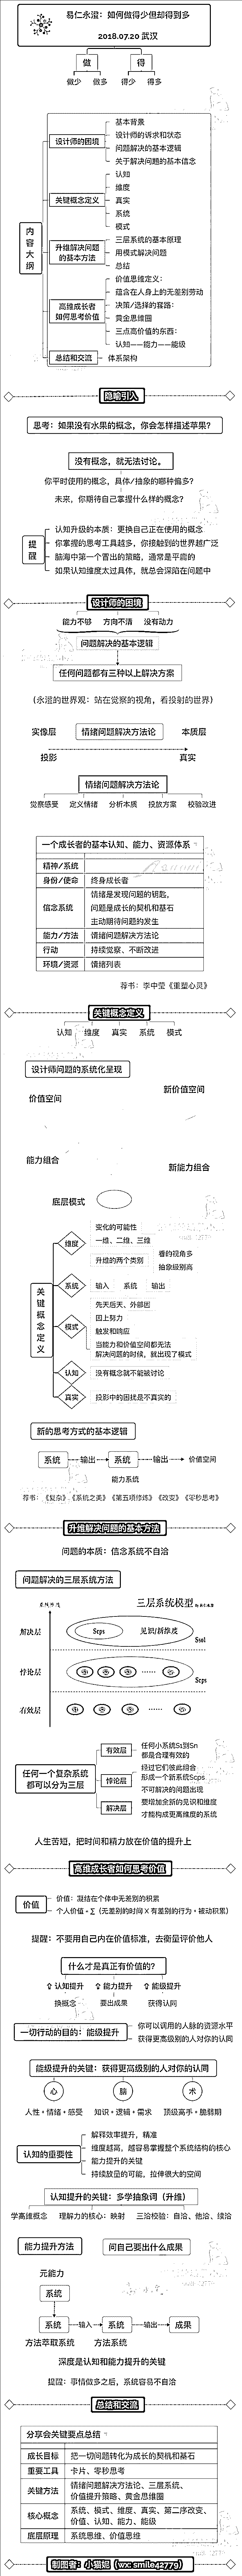 易仁永澄：如何做得少但却得到多
2018.07.20 武汉
做 得
做少 做多 得少 得多
内容大纲
设计师的困境
基本背景
设计师的诉求和状态
问题解决的基本逻辑
关于解决问题的基本信念
关键概念定义
认知
维度
真实
系统
模式
升维解决问题的基本方法
三层系统的基本原理
用模式解决问题
总结
高维成长者如何思考价值
价值思维定义：
蕴含在人身上的无差别劳动
决策/选择的套路：
黄金思维圈
三点高价值的东西：
认知——能力——能级
总结和交流 体系架构
隐喻引入
思考：如果没有水果的概念，你会怎样描述苹果？
没有概念，就无法讨论。
你平时使用的概念，具体/抽象的哪种偏多？
未来，你期待自己掌握什么样的概念？
提醒
认知升级的本质：更换自己正在使用的概念
你掌握的思考工具越多，你接触到的世界越广泛
脑海中第一个冒出的策略，通常是平庸的
如果认知维度太过具体，就总会深陷在问题中
设计师的困境
能力不够 方向不清 没有动力
问题解决的基本逻辑
任何问题都有三种以上解决方案
（永澄的世界观：站在觉察的视角，看投射的世界）
实像层 情绪问题解决方法论 本质层
投影 真实
情绪问题解决方法论
觉察感受 定义情绪 分析本质 投放方案 校验改进
一个成长者的基本认知、能力、资源体系
精神/系统
身份/使命 终身成长者
信念系统
情绪是发现问题的钥匙，
问题是成长的契机和基石
主动期待问题的发生
能力/方法 情绪问题解决方法论
行动 持续觉察、不断改进
环境/资源 情绪列表
荐书：李中莹《重塑心灵》
关键概念定义
认知 维度 真实 系统 模式
设计师问题的系统化呈现
新价值空间
价值空间
能力组合
新能力组合
底层模式
关键概念定义
维度
变化的可能性
一维、二维、三维
升维的两个类别
看的视角多
抽象级别高
系统 输入 系统 输出
模式
先天后天、外部因
因上努力
触发和响应
当能力和价值空间都无法
解决问题的时候，就出现了模式
认知 没有概念就不能被讨论
真实 投影中的困扰是不真实的
新的思考方式的基本逻辑
系统 输出 系统 输出 价值空间
能力系统
荐书：《复杂》《系统之美》《第五项修炼》《改变》《零秒思考》
升维解决问题的基本方法
问题的本质：信念系统不自洽
问题解决的三层系统方法
三层系统模型
解决层 Scps 见识/新维度 Ssol
悖论层 …… Scps
有效层 ……
任何一个复杂系统都可以分为三层
有效层
任何小系统S1到Sn
都是合理有效的
悖论层
经过它们彼此组合
形成一个新系统Scps
不可解决的问题出现
解决层
要增加全新的见识和维度
才能构成更高维度的系统
人生苦短，把时间和精力放在价值的提升上
高维成长者如何思考价值
价值
价值：凝结在个体中无差别的积累
个人价值=∑（无差别的时间 X 有差别的行为+被动积累）
提醒：不要用自己内在价值标准，去衡量评价他人
什么才是真正有价值的？
认知提升 能力提升 能级提升
换概念 要出成果 获得认同
一切行动的目的：能级提升
你可以调用的人脉的资源水平
获得更高级别的人对你的认同
能级提升的关键：获得更高级别的人对你的认同
心 脑 术
人性+情绪+感受 知识+逻辑+需求 顶级高手+脆弱期
认知的重要性
解释效率提升，精准
维度越高，越容易掌握整个系统结构的核心
能力提升的关键
持续放量的可能，拉伸很大的空间
认知提升的关键：多学抽象词（升维）
学高维概念 理解力的核心：映射 三洽校验：自洽、他洽、续洽
能力提升方法 问自己要出什么成果
元能力
系统
系统 输入 系统 输出 成果
方法萃取系统 方法系统
深度是认知和能力提升的关键
提醒：事情做多之后，系统容易不自洽
总结和交流
分享会关键要点总结
成长目标 把一切问题转化为成长的契机和基石
重要工具 卡片、零秒思考
关键方法
情绪问题解决方法论、三层系统、
价值提升策略、黄金思维圈
核心概念
系统、模式、维度、真实、第二序改变、
价值、认知、能力、能级
底层原理 系统思维、价值思维
制图者：小猫妮（wx: smile42779）